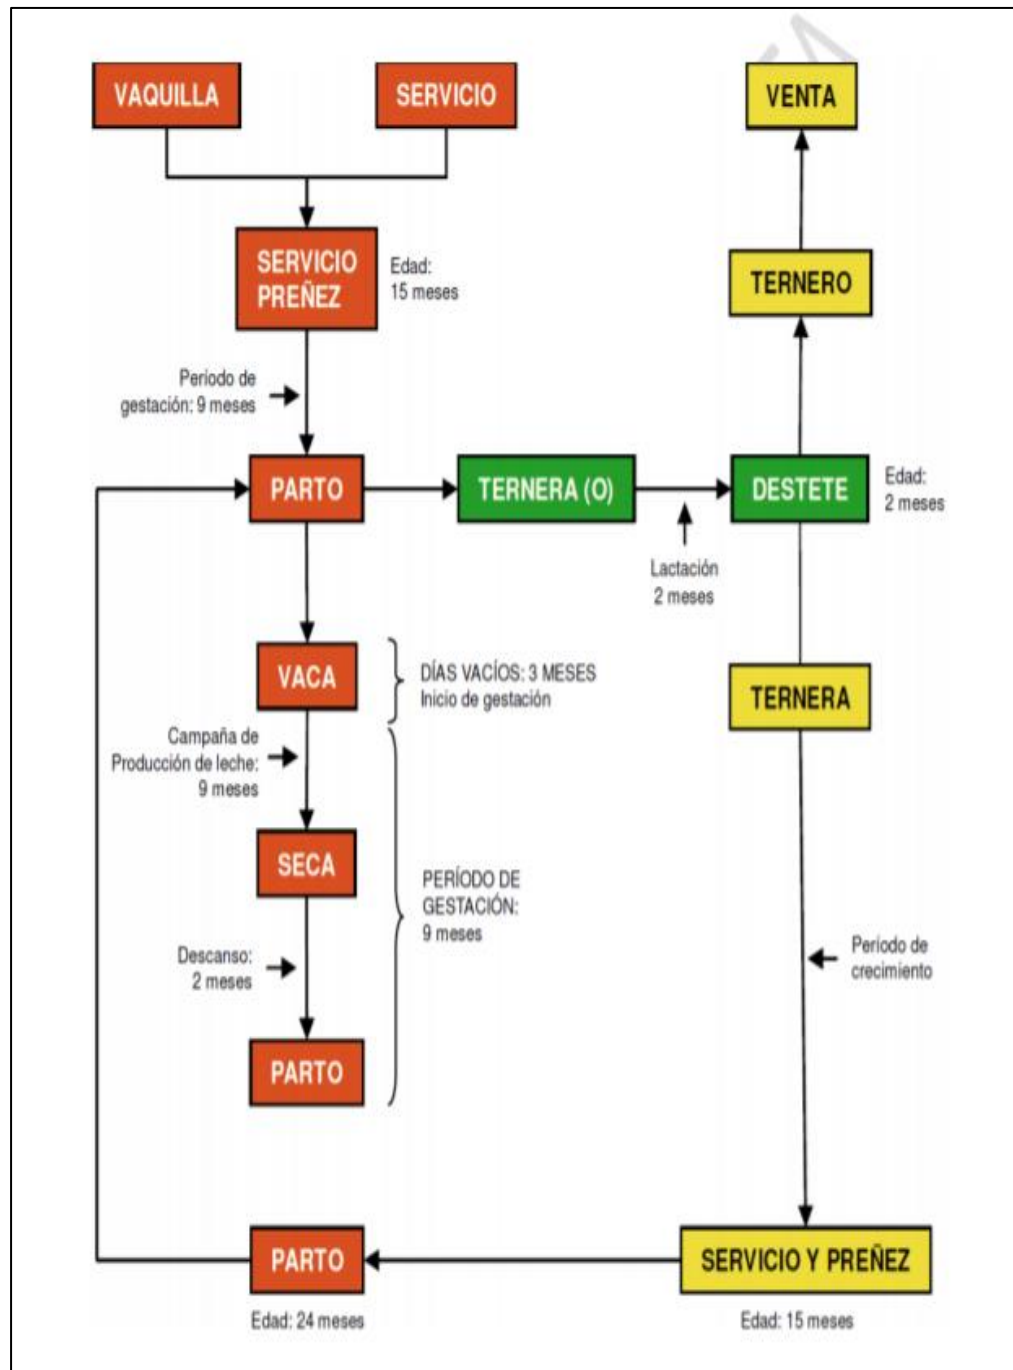 VAQUILLA
SERVICIO
VENTA
SERVICIO
PREÑEZ
Edad:
15 meses
TERNERO
Periodo de
gestación: 9 meses
PARTO
TERNERA (O)
DESTETE
Edad:
2 meses
Lactación
2 meses
VACA
DÍAS VACÍOS: 3 MESES
Inicio de gestación
TERNERA
Campaña de
Producción de leche:
9 meses
SECA
PERÍODO DE
GESTACIÓN:
9 meses
Descanso:
2 meses
Período de
crecimiento
PARTO
PARTO
SERVICIO Y PREÑEZ
Edad: 24 meses
Edad: 15 meses